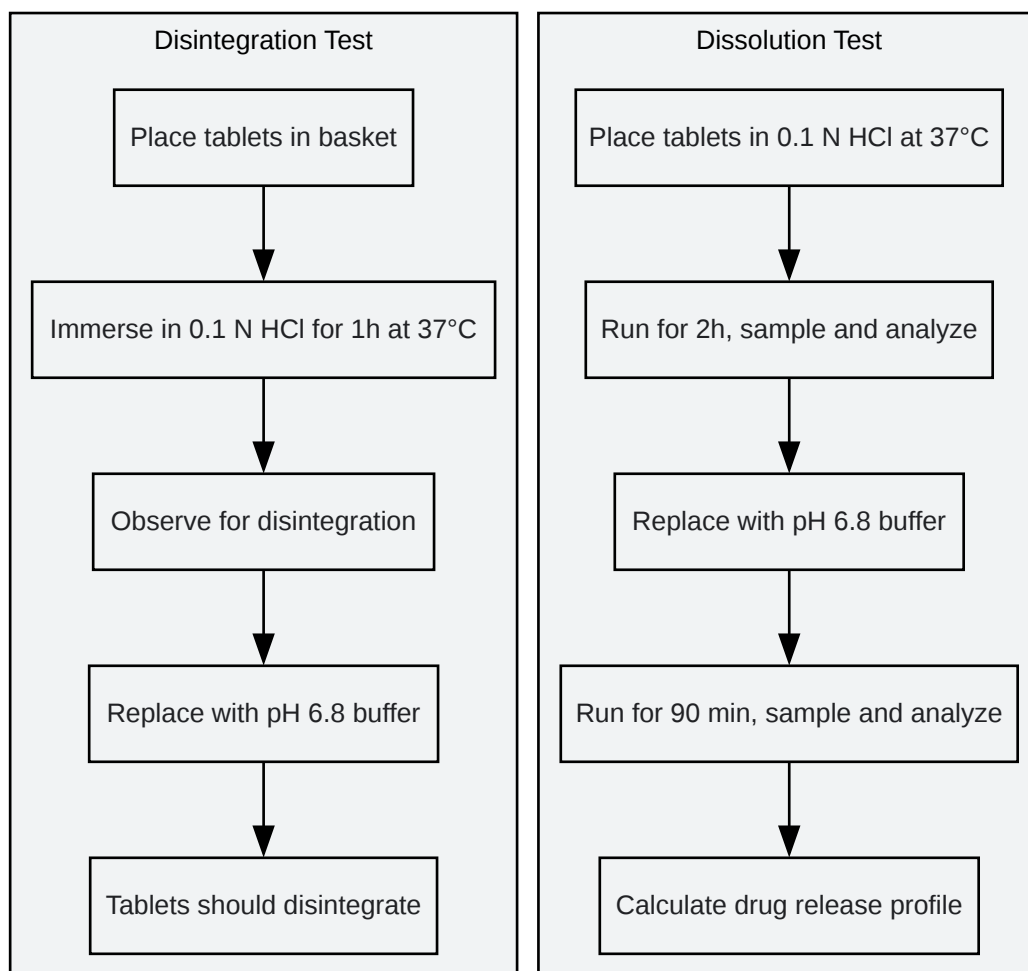 Disintegration Test
Place tablets in basket
Immerse in 0.1 N HCl for 1h at 37°C
Observe for disintegration
Replace with pH 6.8 buffer
Tablets should disintegrate
Dissolution Test
Place tablets in 0.1 N HCl at 37°C
Run for 2h, sample and analyze
Replace with pH 6.8 buffer
Run for 90 min, sample and analyze
Calculate drug release profile